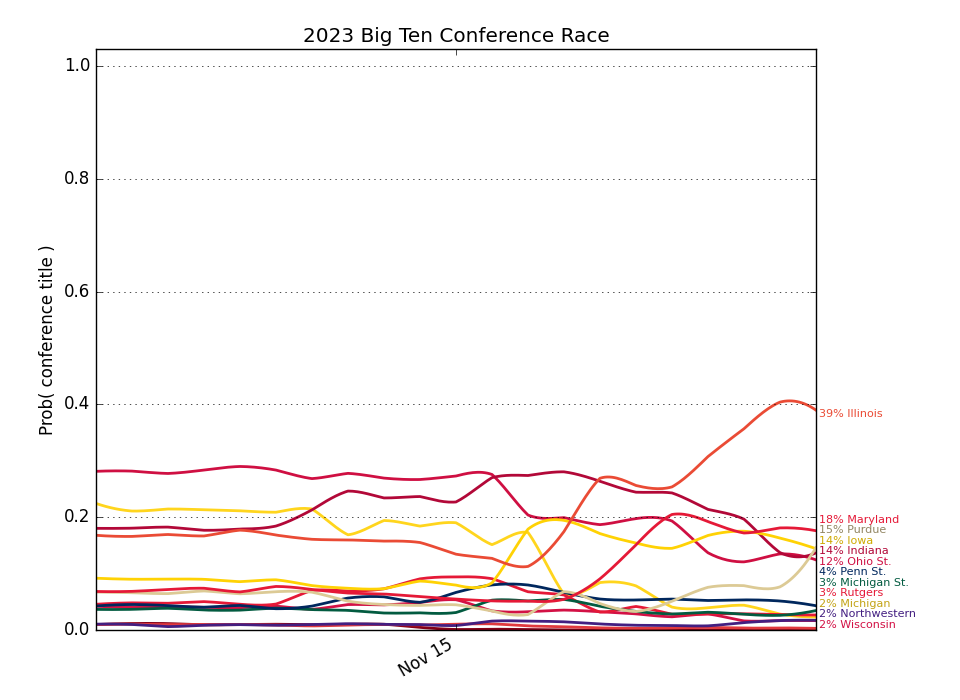 2023 Big Ten Conference Race
Prob( conference title )
1.0
0.8
0.6
0.4
0.2
0.0
Nov 15
39% Illinois
18% Maryland
15% Purdue
14% Iowa
14% Indiana
12% Ohio St.
4% Penn St.
3% Michigan St.
3% Rutgers
2% Michigan
2% Northwestern
2% Wisconsin